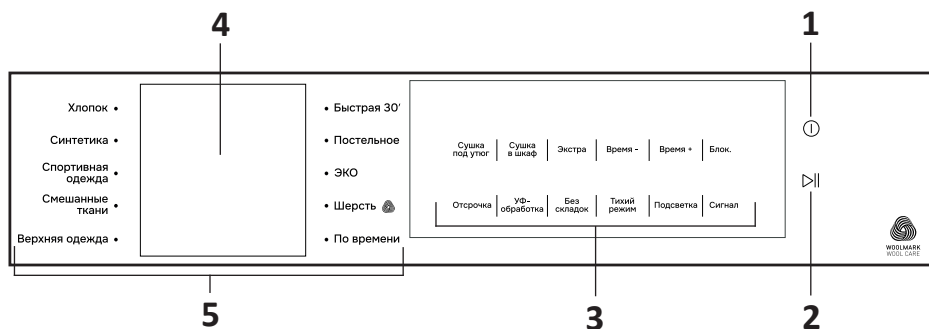 4
1
Хлопок •
• Быстрая 30'
Синтетика •
• Постельное
Сушка
под утюг
Сушка
в шкаф
Экстра
Время -
Время +
Блок.
Спортивная
одежда •
• ЭКО
Смешанные
ткани •
• Шерсть
Отсрочка
УФ-
обработка
Без
складок
Тихий
режим
Подсветка
Сигнал
Верхняя одежда •
• По времени
WOOLMARK
WOOL CARE
5
3
2